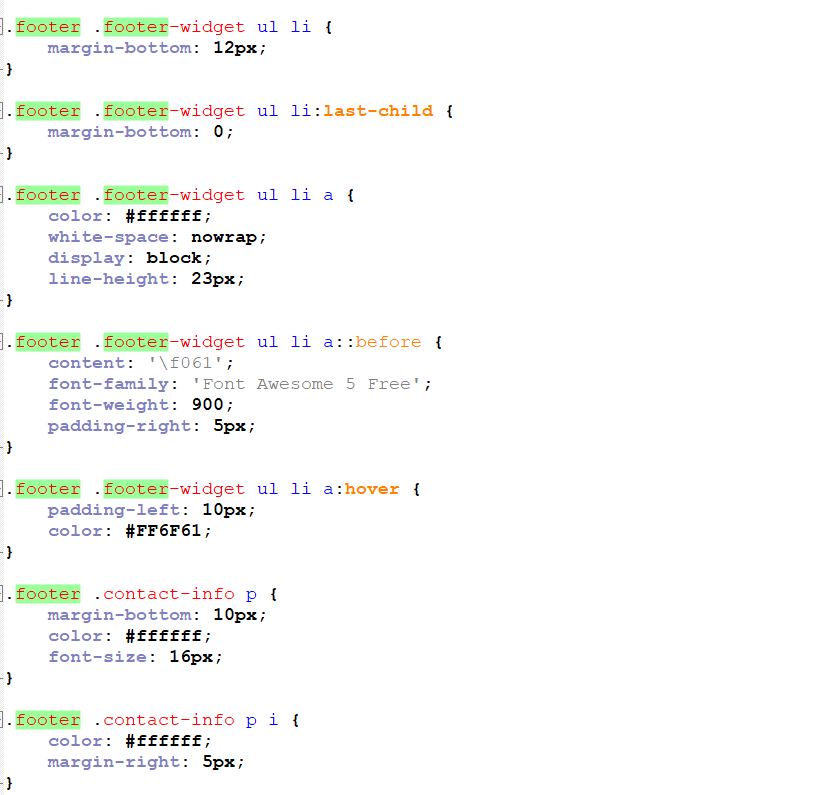 .footer .footer-widget ul li {
    margin-bottom: 12px;
}

.footer .footer-widget ul li:last-child {
    margin-bottom: 0;
}

.footer .footer-widget ul li a {
    color: #ffffff;
    white-space: nowrap;
    display: block;
    line-height: 23px;
}

.footer .footer-widget ul li a::before {
    content: '\f061';
    font-family: 'Font Awesome 5 Free';
    font-weight: 900;
    padding-right: 5px;
}

.footer .footer-widget ul li a:hover {
    padding-left: 10px;
    color: #FF6F61;
}

.footer .contact-info p {
    margin-bottom: 10px;
    color: #ffffff;
    font-size: 16px;
}

.footer .contact-info p i {
    color: #ffffff;
    margin-right: 5px;
}